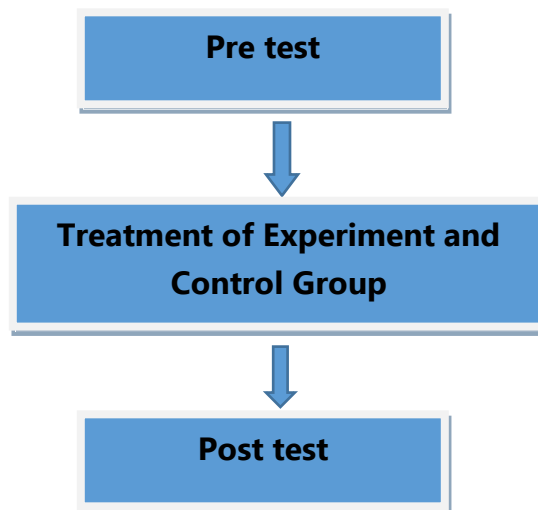 Pre test
Treatment of Experiment and
Control Group
Post test